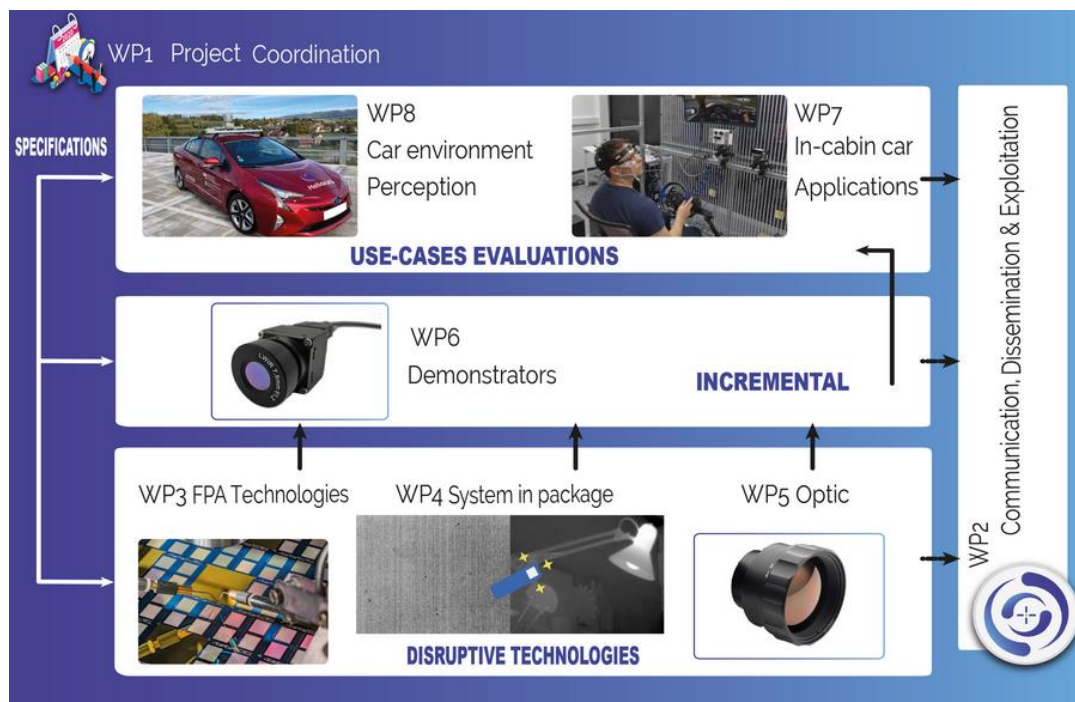 WP1 Project Coordination
SPECIFICATIONS
WP8
Car environment
Perception
WP7
In-cabin car
Applications
USE-CASES EVALUATIONS
WP6
Demonstrators
INCREMENTAL
WP3 FPA Technologies
WP4 System in package
WP5 Optic
DISRUPTIVE TECHNOLOGIES
WP2
Communication, Dissemination & Exploitation